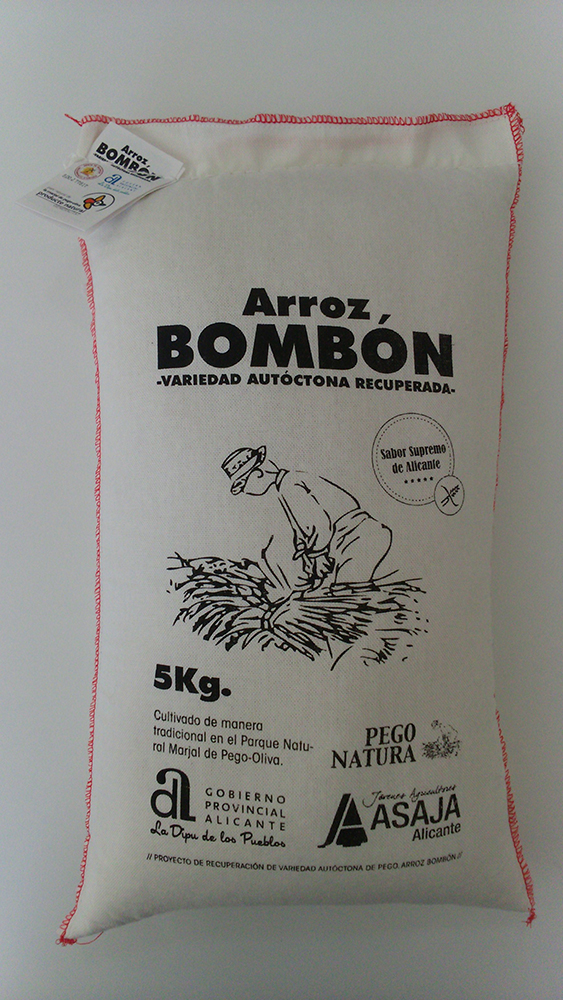 Arroz
BOMBÓN
Arroz
BOMBÓN
-VARIEDAD AUTÓCTONA RECUPERADA-
Sabor Supremo
de Alicante
5Kg.
Cultivado de manera
tradicional en el Parque Natu-
ral Marjal de Pego-Oliva.
PEGO
NATURA
GOBIERNO
PROVINCIAL
ALICANTE
La Dipu de los Pueblos
Jóvenes Agricultores
ASAJA
Alicante
// PROYECTO DE RECUPERACIÓN DE VARIEDAD AUTÓCTONA DE PEGO. ARROZ BOMBÓN //